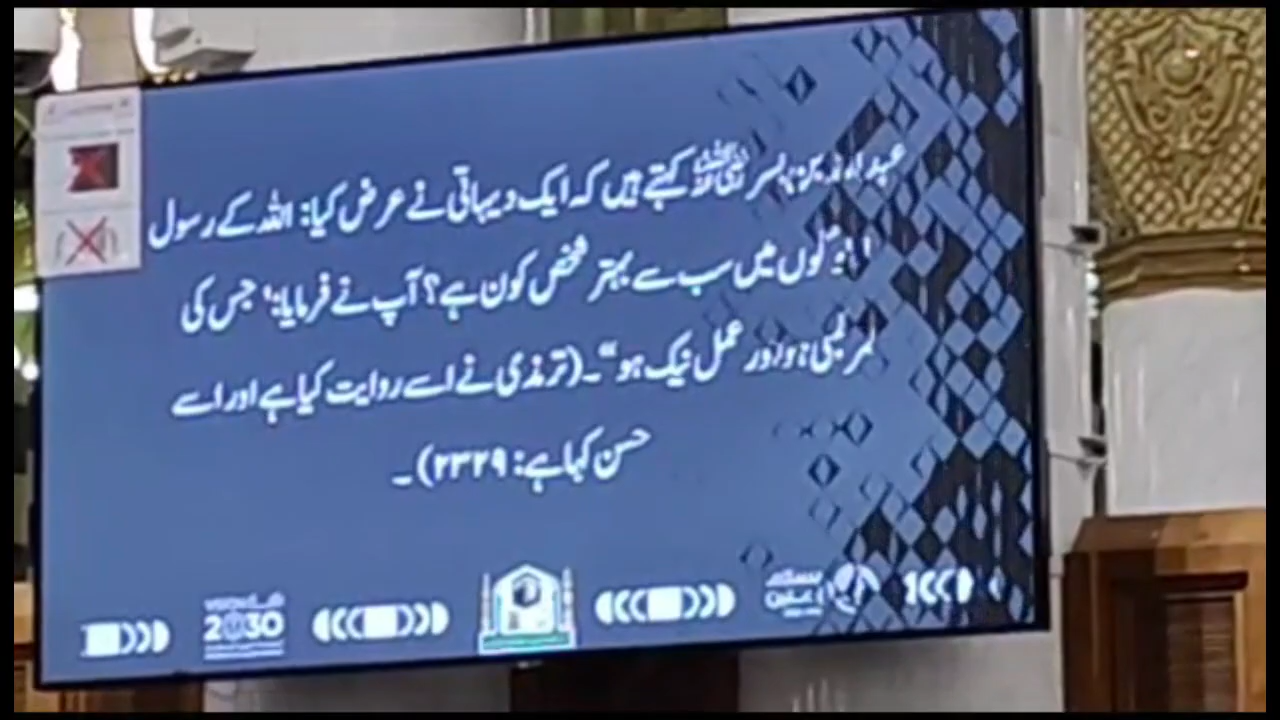 عبداللہ بن بسر رضی اللہ عنہ کہتے ہیں کہ ایک دیہاتی نے عرض کیا: اللہ کے رسول
لوگوں میں سب سے بہتر شخص کون ہے؟ آپ نے فرمایا: "جس کی
عمر لمبی ہو اور عمل نیک ہو“۔ (ترمذی نے اسے روایت کیا ہے اور اسے
حسن کہا ہے: ۲۳۲۹)۔
2030